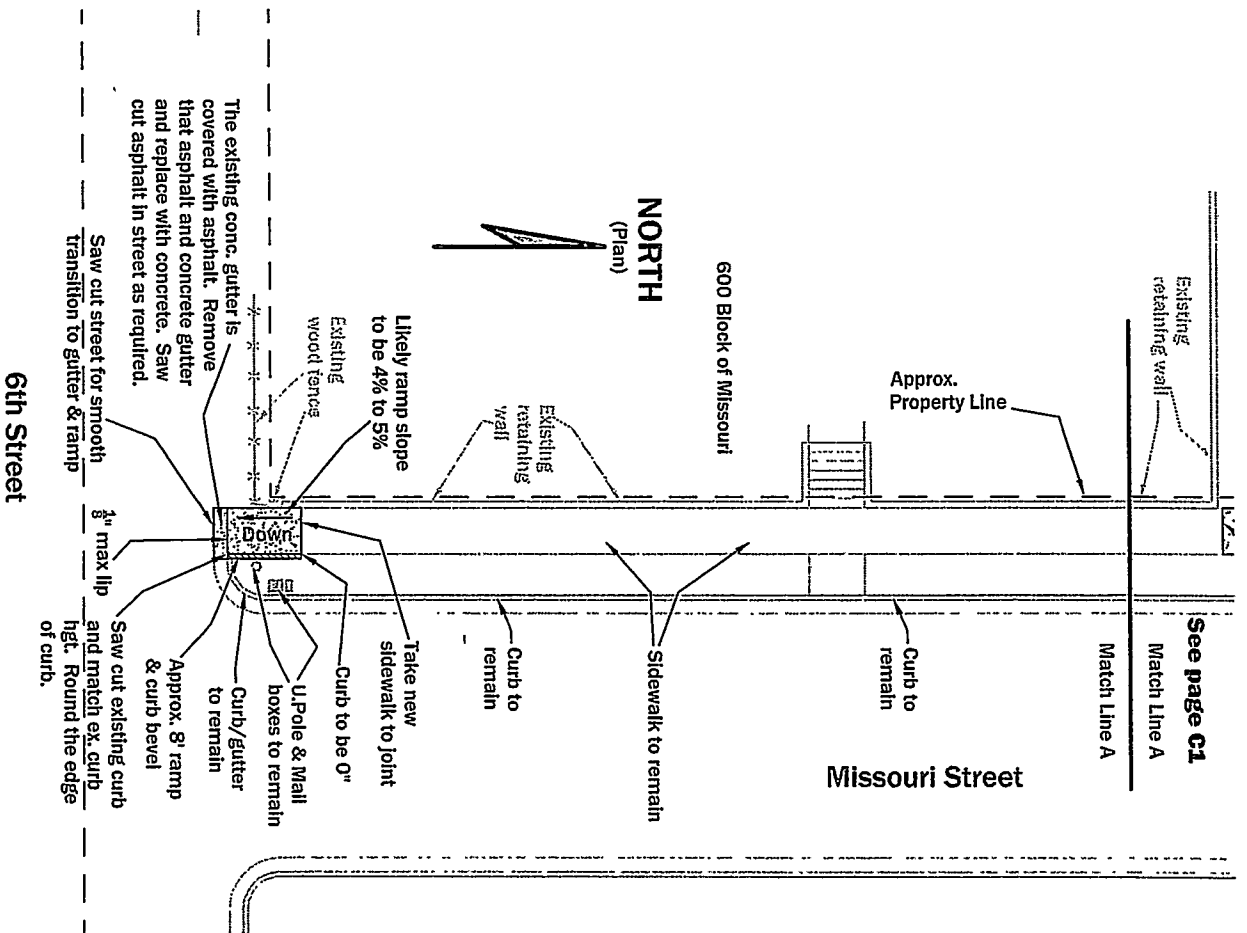 Existing
retaining wall
See page C1
Match Line A
Match Line A
Approx.
Property Line
Missouri Street
600 Block of Missouri
NORTH
(Plan)
Curb to
remain
Sidewalk to remain
Existing
retaining
wall
Curb to
remain
Likely ramp slope
to be 4% to 5%
Take new
sidewalk to joint
Existing
wood fence
Curb to be 0"
U.Pole & Mail
boxes to remain
Down
The existing conc. gutter is
covered with asphalt. Remove
that asphalt and concrete gutter
and replace with concrete. Saw
cut asphalt in street as required.
Curb/gutter
to remain
Approx. 8' ramp
& curb bevel
Saw cut existing curb
and match ex. curb
hgt. Round the edge
of curb.
Saw cut street for smooth
transition to gutter & ramp
1/8" max lip
6th Street